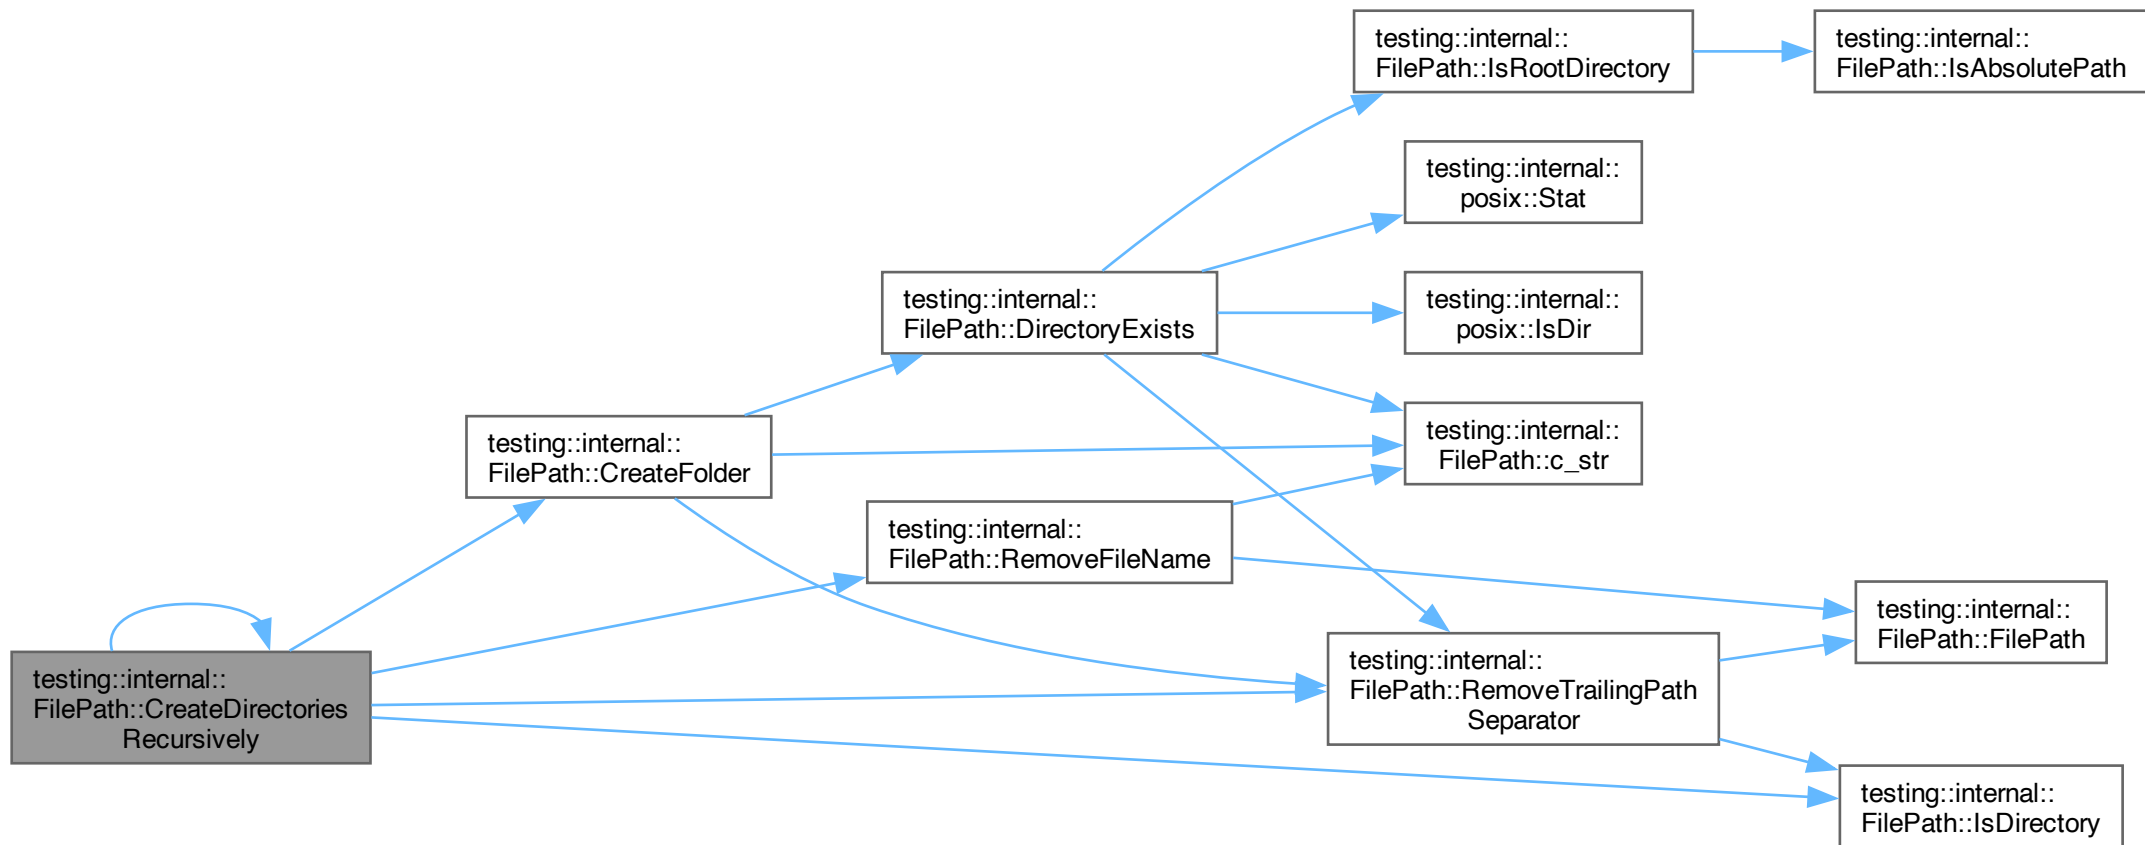 testing::internal::
FilePath::IsRootDirectory
testing::internal::
FilePath::IsAbsolutePath
testing::internal::
posix::Stat
testing::internal::
FilePath::DirectoryExists
testing::internal::
posix::IsDir
testing::internal::
FilePath::CreateFolder
testing::internal::
FilePath::c_str
testing::internal::
FilePath::RemoveFileName
testing::internal::
FilePath::FilePath
testing::internal::
FilePath::CreateDirectories
Recursively
testing::internal::
FilePath::RemoveTrailingPath
Separator
testing::internal::
FilePath::IsDirectory